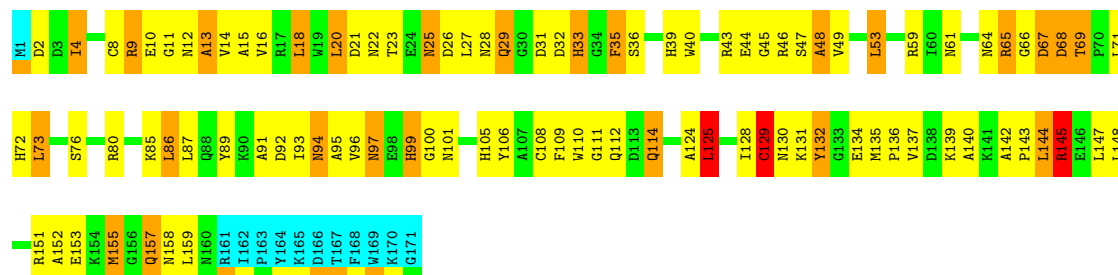 M1 D2 D3 I4 C8 R9 E10 G11 N12 A13 V14 A15 V16 R17 L18 W19 L20 D21 N22 T23 E24 N25 D26 L27 N28 Q29 G30 D31 D32 H33 G34 F35 S36 H39 W40 R43 E44 G45 R46 S47 A48 V49 L53 R59 I60 N61 N64 R65 G66 D67 D68 T69 P70 L71
H72 L73 S76 R80 K85 L86 L87 Q88 Y89 K90 A91 D92 I93 N94 A95 V96 N97 E98 H99 G100 N101 H105 Y106 A107 C108 F109 W110 G111 Q112 D113 Q114 A124 L125 I128 C129 N130 K131 Y132 G133 E134 M135 P136 V137 D138 K139 A140 K141 A142 P143 L144 R145 E146 L147 L148
R151 A152 E153 K154 M155 G156 Q157 N158 L159 N160 R161 I162 P163 Y164 K165 D166 T167 F168 W169 K170 G171